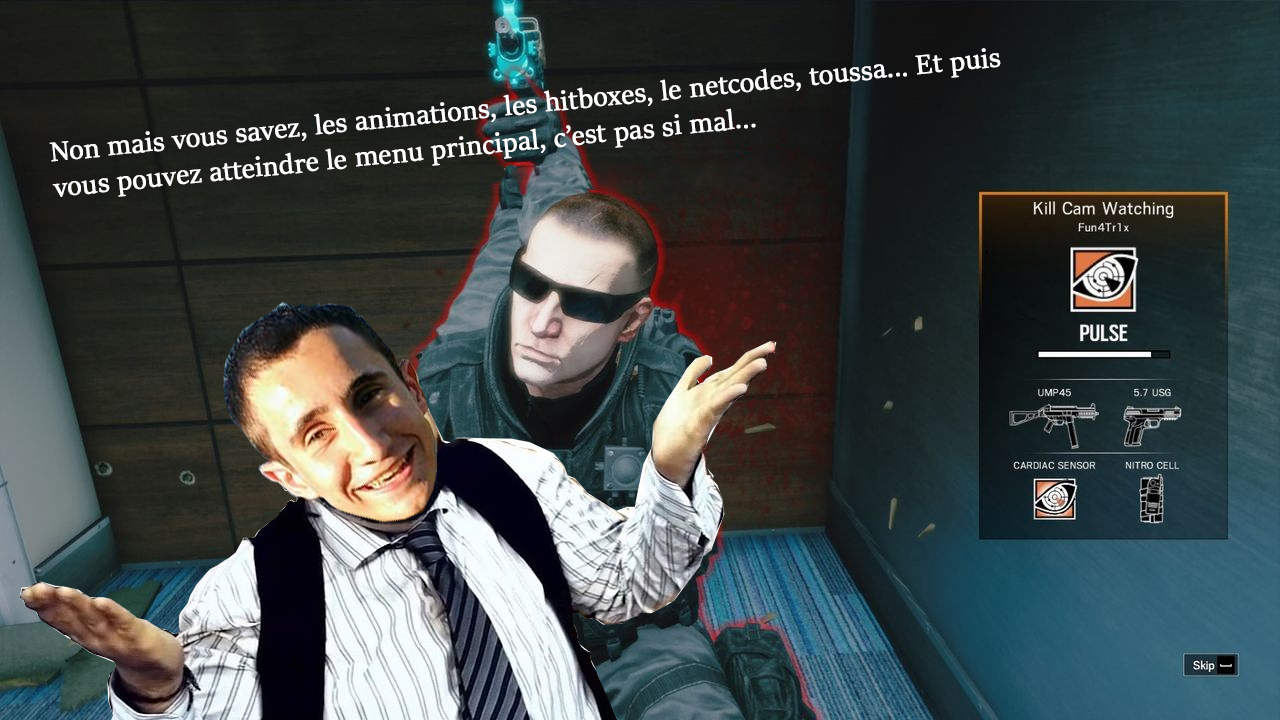 Non mais vous savez, les animations, les hitboxes, le netcodes, toussa... Et puis
vous pouvez atteindre le menu principal, c’est pas si mal...
Kill Cam Watching
Fun4Tr1x
PULSE
UMP45 5.7 USG
CARDIAC SENSOR NITRO CELL
Skip